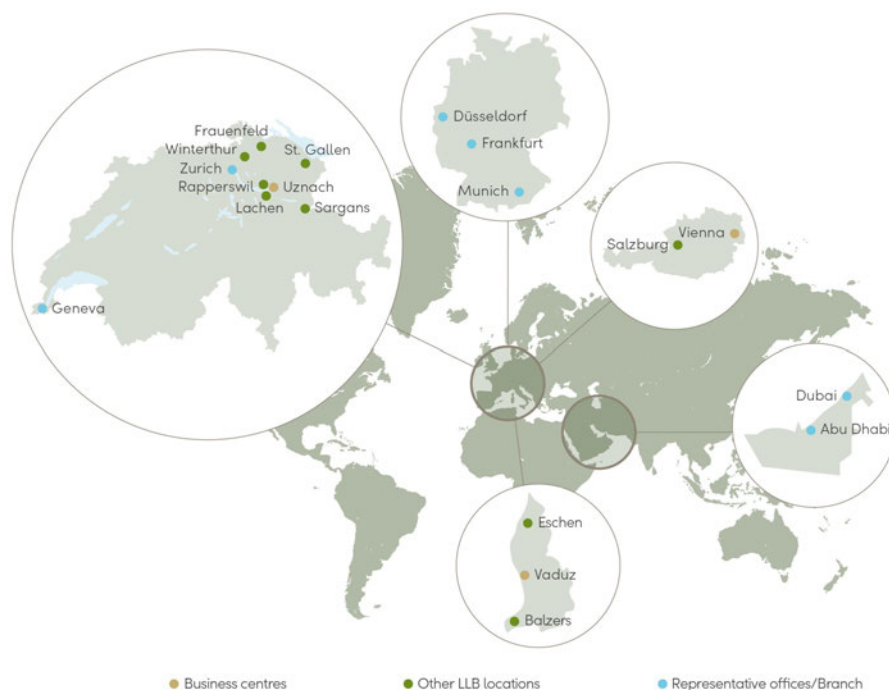 Frauenfeld
Winterthur
St. Gallen
Zurich
Rapperswil
Uznach
Lachen
Sargans
Geneva
Düsseldorf
Frankfurt
Munich
Vienna
Salzburg
Dubai
Abu Dhabi
Eschen
Vaduz
Balzers
Business centres
Other LLB locations
Representative offices/Branch